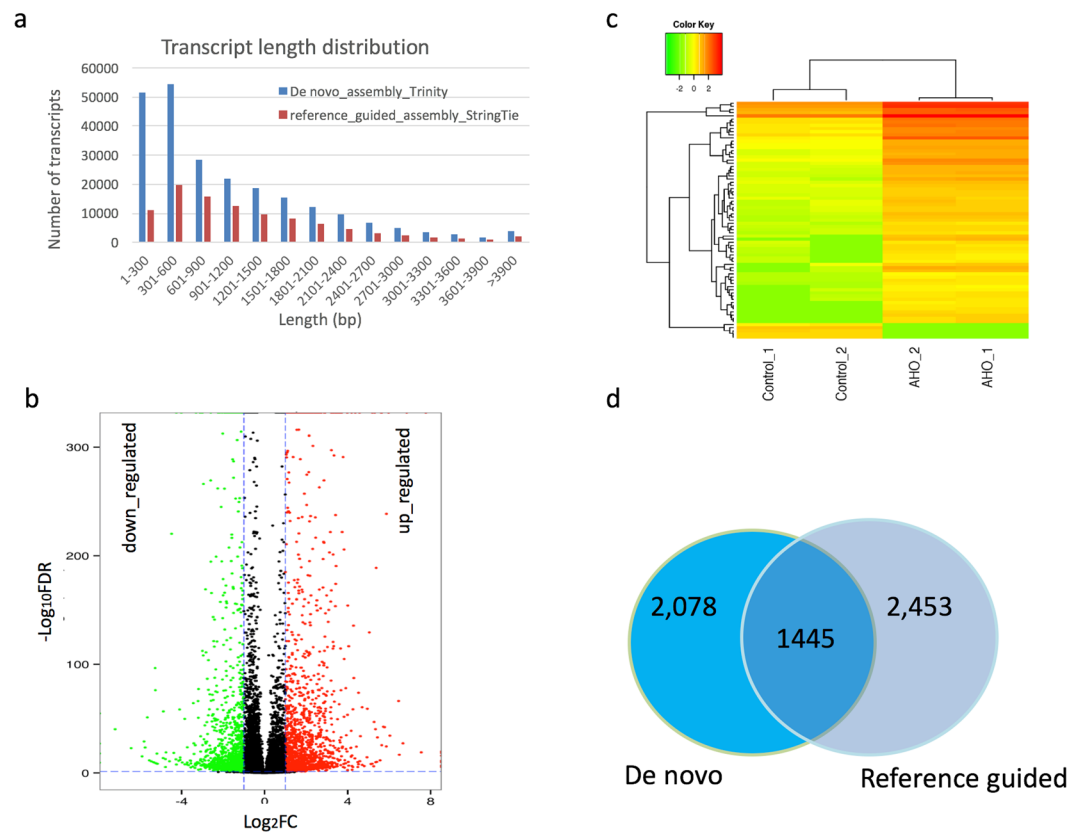 a
Transcript length distribution
60000
50000
40000
30000
20000
10000
0
Number of transcripts
De novo_assembly_Trinity
reference_guided_assembly_StringTie
1-300
301-600
601-900
901-1200
1201-1500
1501-1800
1801-2100
2101-2400
2401-2700
2701-3000
3001-3300
3301-3600
3601-3900
>3900
Length (bp)
b
down_regulated
up_regulated
300
200
100
0
-Log10FDR
-4
0
4
8
Log2FC
c
Color Key
-2 0 2
Control_1
Control_2
AHO_2
AHO_1
d
2,078
1445
2,453
De novo
Reference guided